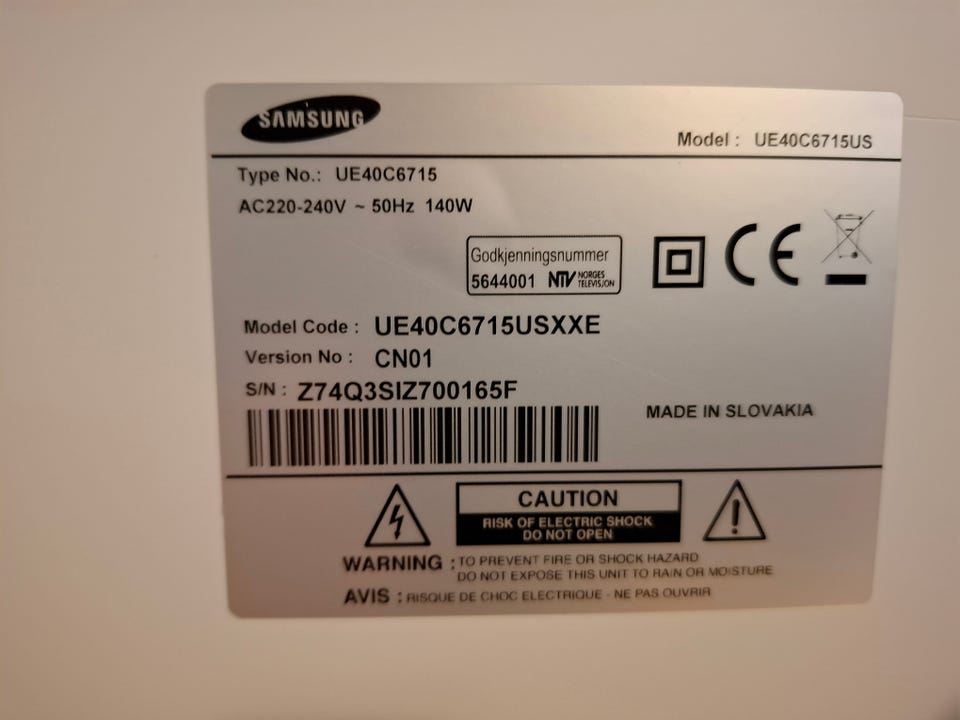 SAMSUNG
Model : UE40C6715US
Type No.: UE40C6715
AC220-240V ~ 50Hz 140W
Godkjenningsnummer
5644001 NTV NORGES TELEVISJON
CE
Model Code : UE40C6715USXXE
Version No : CN01
S/N : Z74Q3SIZ700165F
MADE IN SLOVAKIA
CAUTION
RISK OF ELECTRIC SHOCK
DO NOT OPEN
WARNING : TO PREVENT FIRE OR SHOCK HAZARD
DO NOT EXPOSE THIS UNIT TO RAIN OR MOISTURE
AVIS : RISQUE DE CHOC ELECTRIQUE - NE PAS OUVRIR